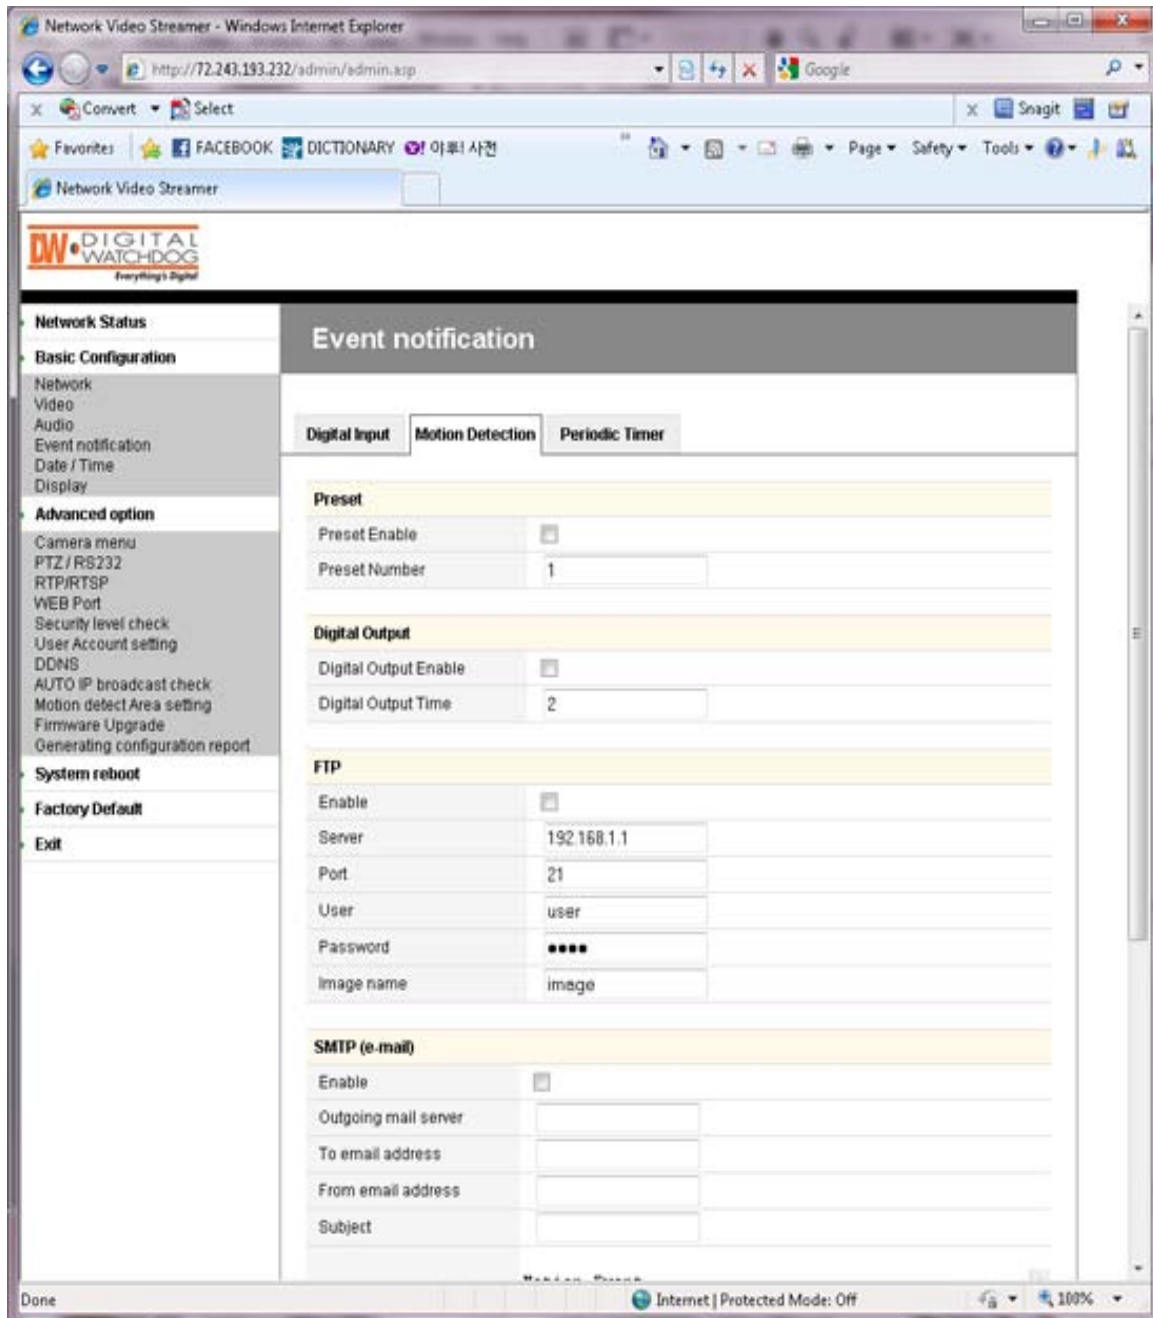 Network Video Streamer - Windows Internet Explorer
http://72.243.193.232/admin/admin.asp
Google
x Convert Select
x Snagit
Favorites FACEBOOK DICTIONARY Y! 야후! 사전
Page Safety Tools
Network Video Streamer
DW DIGITAL WATCHDOG
Everything's Digital
Network Status
Basic Configuration
Network
Video
Audio
Event notification
Date / Time
Display
Advanced option
Camera menu
PTZ / RS232
RTP/RTSP
WEB Port
Security level check
User Account setting
DDNS
AUTO IP broadcast check
Motion detect Area setting
Firmware Upgrade
Generating configuration report
System reboot
Factory Default
Exit
Event notification
Digital Input Motion Detection Periodic Timer
Preset
Preset Enable
Preset Number 1
Digital Output
Digital Output Enable
Digital Output Time 2
FTP
Enable
Server 192.168.1.1
Port 21
User user
Password ●●●●
Image name image
SMTP (e-mail)
Enable
Outgoing mail server
To email address
From email address
Subject
Done
Internet | Protected Mode: Off
100%